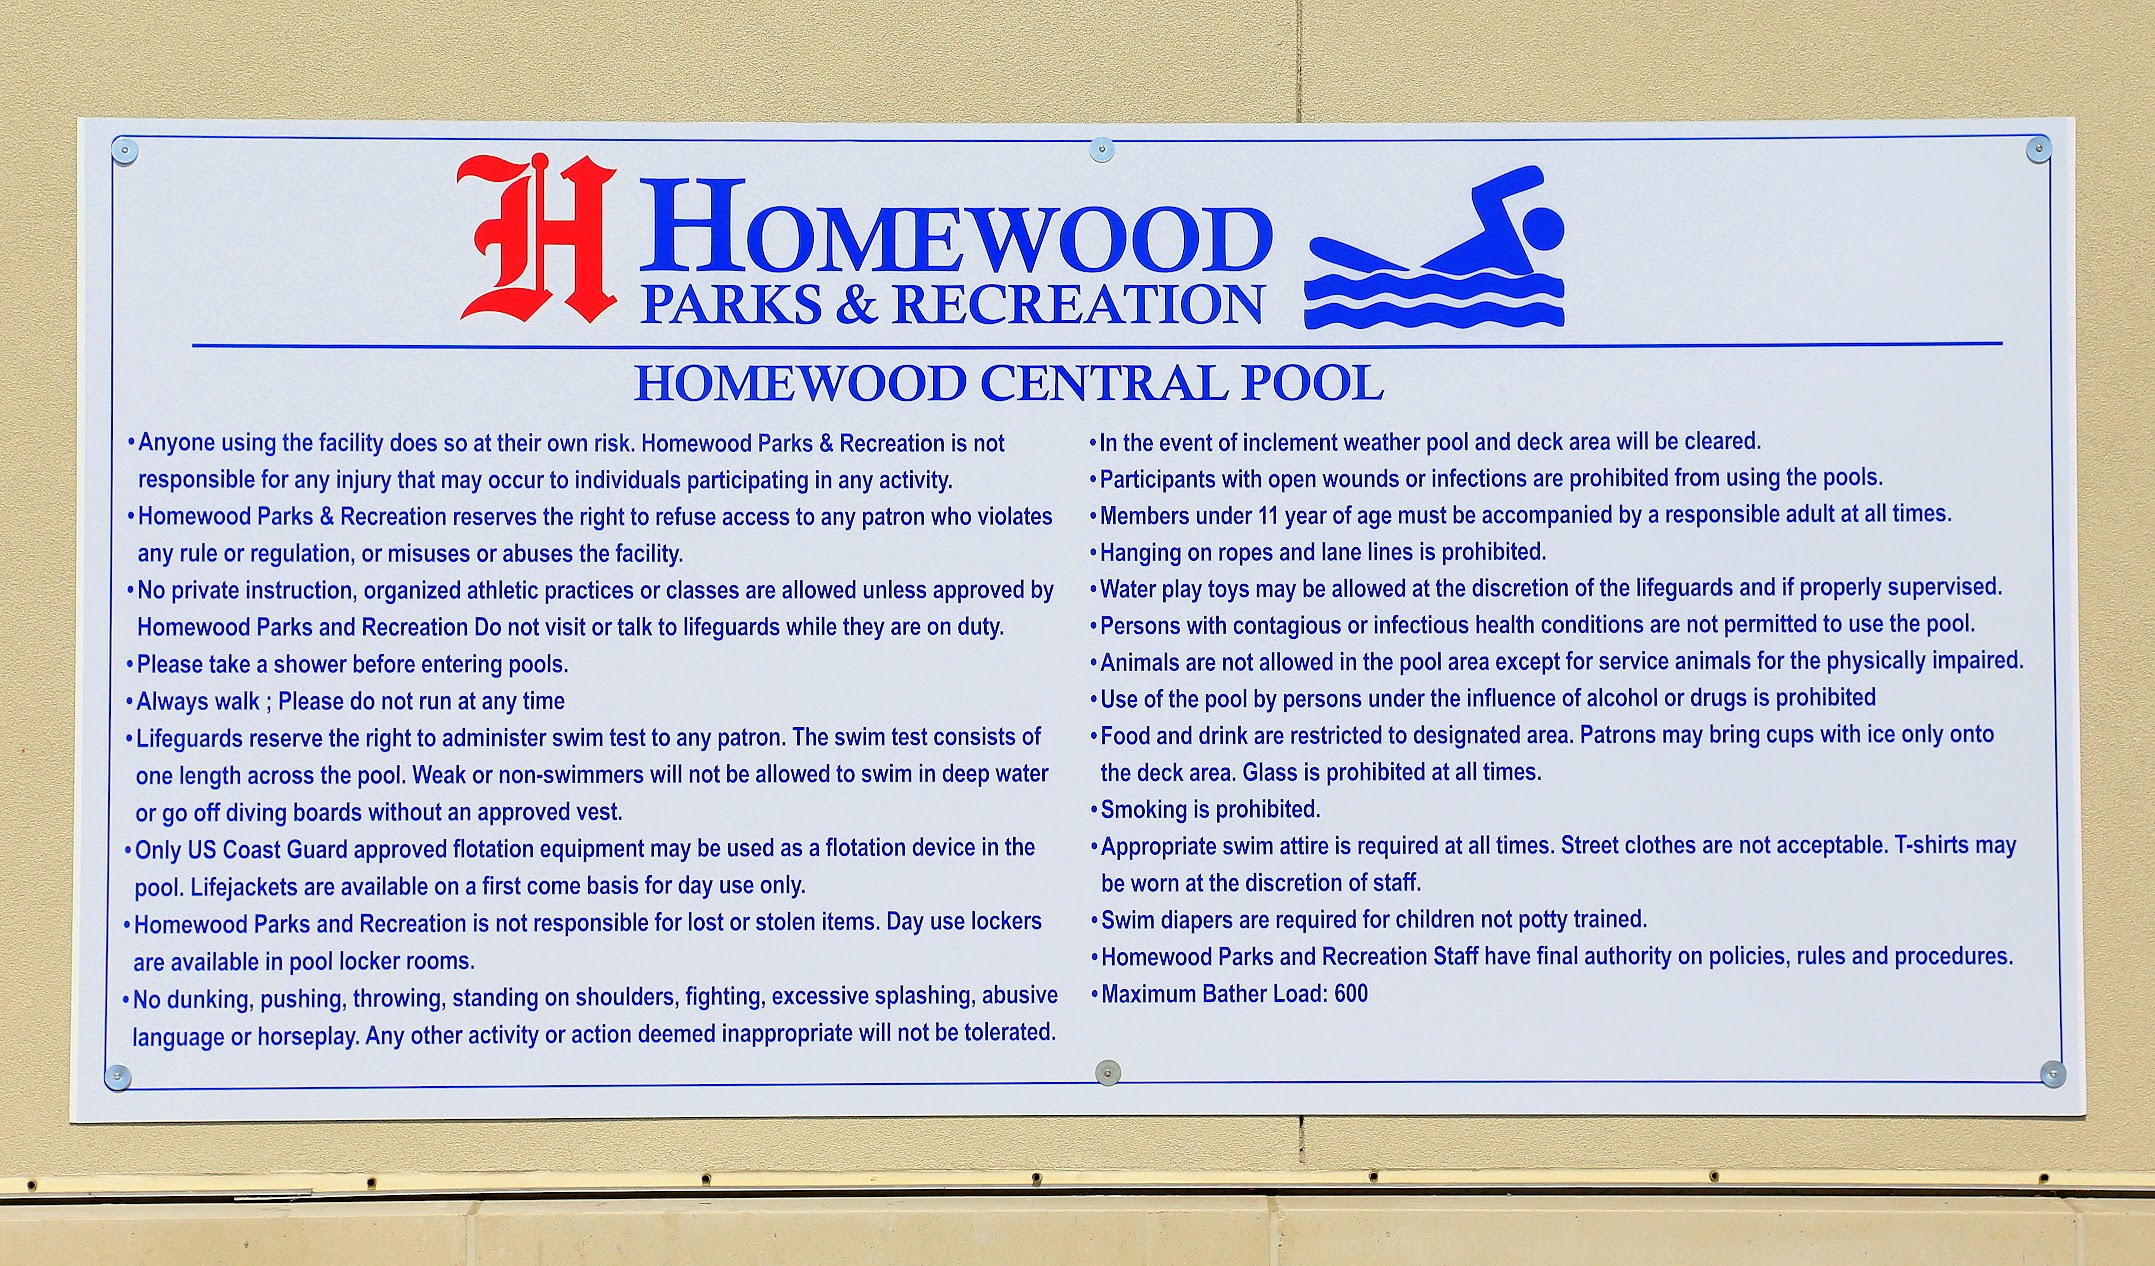 H HOMEWOOD
PARKS & RECREATION
HOMEWOOD CENTRAL POOL
•Anyone using the facility does so at their own risk. Homewood Parks & Recreation is not
responsible for any injury that may occur to individuals participating in any activity.
•Homewood Parks & Recreation reserves the right to refuse access to any patron who violates
any rule or regulation, or misuses or abuses the facility.
•No private instruction, organized athletic practices or classes are allowed unless approved by
Homewood Parks and Recreation Do not visit or talk to lifeguards while they are on duty.
•Please take a shower before entering pools.
•Always walk ; Please do not run at any time
•Lifeguards reserve the right to administer swim test to any patron. The swim test consists of
one length across the pool. Weak or non-swimmers will not be allowed to swim in deep water
or go off diving boards without an approved vest.
•Only US Coast Guard approved flotation equipment may be used as a flotation device in the
pool. Lifejackets are available on a first come basis for day use only.
•Homewood Parks and Recreation is not responsible for lost or stolen items. Day use lockers
are available in pool locker rooms.
•No dunking, pushing, throwing, standing on shoulders, fighting, excessive splashing, abusive
language or horseplay. Any other activity or action deemed inappropriate will not be tolerated.
•In the event of inclement weather pool and deck area will be cleared.
•Participants with open wounds or infections are prohibited from using the pools.
•Members under 11 year of age must be accompanied by a responsible adult at all times.
•Hanging on ropes and lane lines is prohibited.
•Water play toys may be allowed at the discretion of the lifeguards and if properly supervised.
•Persons with contagious or infectious health conditions are not permitted to use the pool.
•Animals are not allowed in the pool area except for service animals for the physically impaired.
•Use of the pool by persons under the influence of alcohol or drugs is prohibited
•Food and drink are restricted to designated area. Patrons may bring cups with ice only onto
the deck area. Glass is prohibited at all times.
•Smoking is prohibited.
•Appropriate swim attire is required at all times. Street clothes are not acceptable. T-shirts may
be worn at the discretion of staff.
•Swim diapers are required for children not potty trained.
•Homewood Parks and Recreation Staff have final authority on policies, rules and procedures.
•Maximum Bather Load: 600